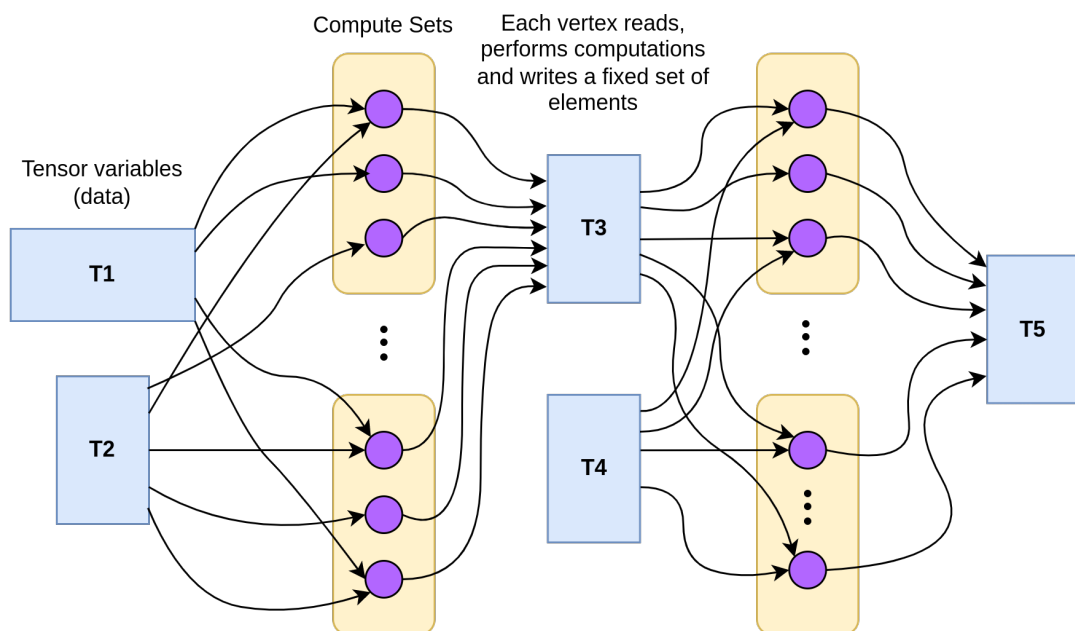 Compute Sets
Each vertex reads,
performs computations
and writes a fixed set of
elements
Tensor variables
(data)
T1
T2
T3
T4
T5